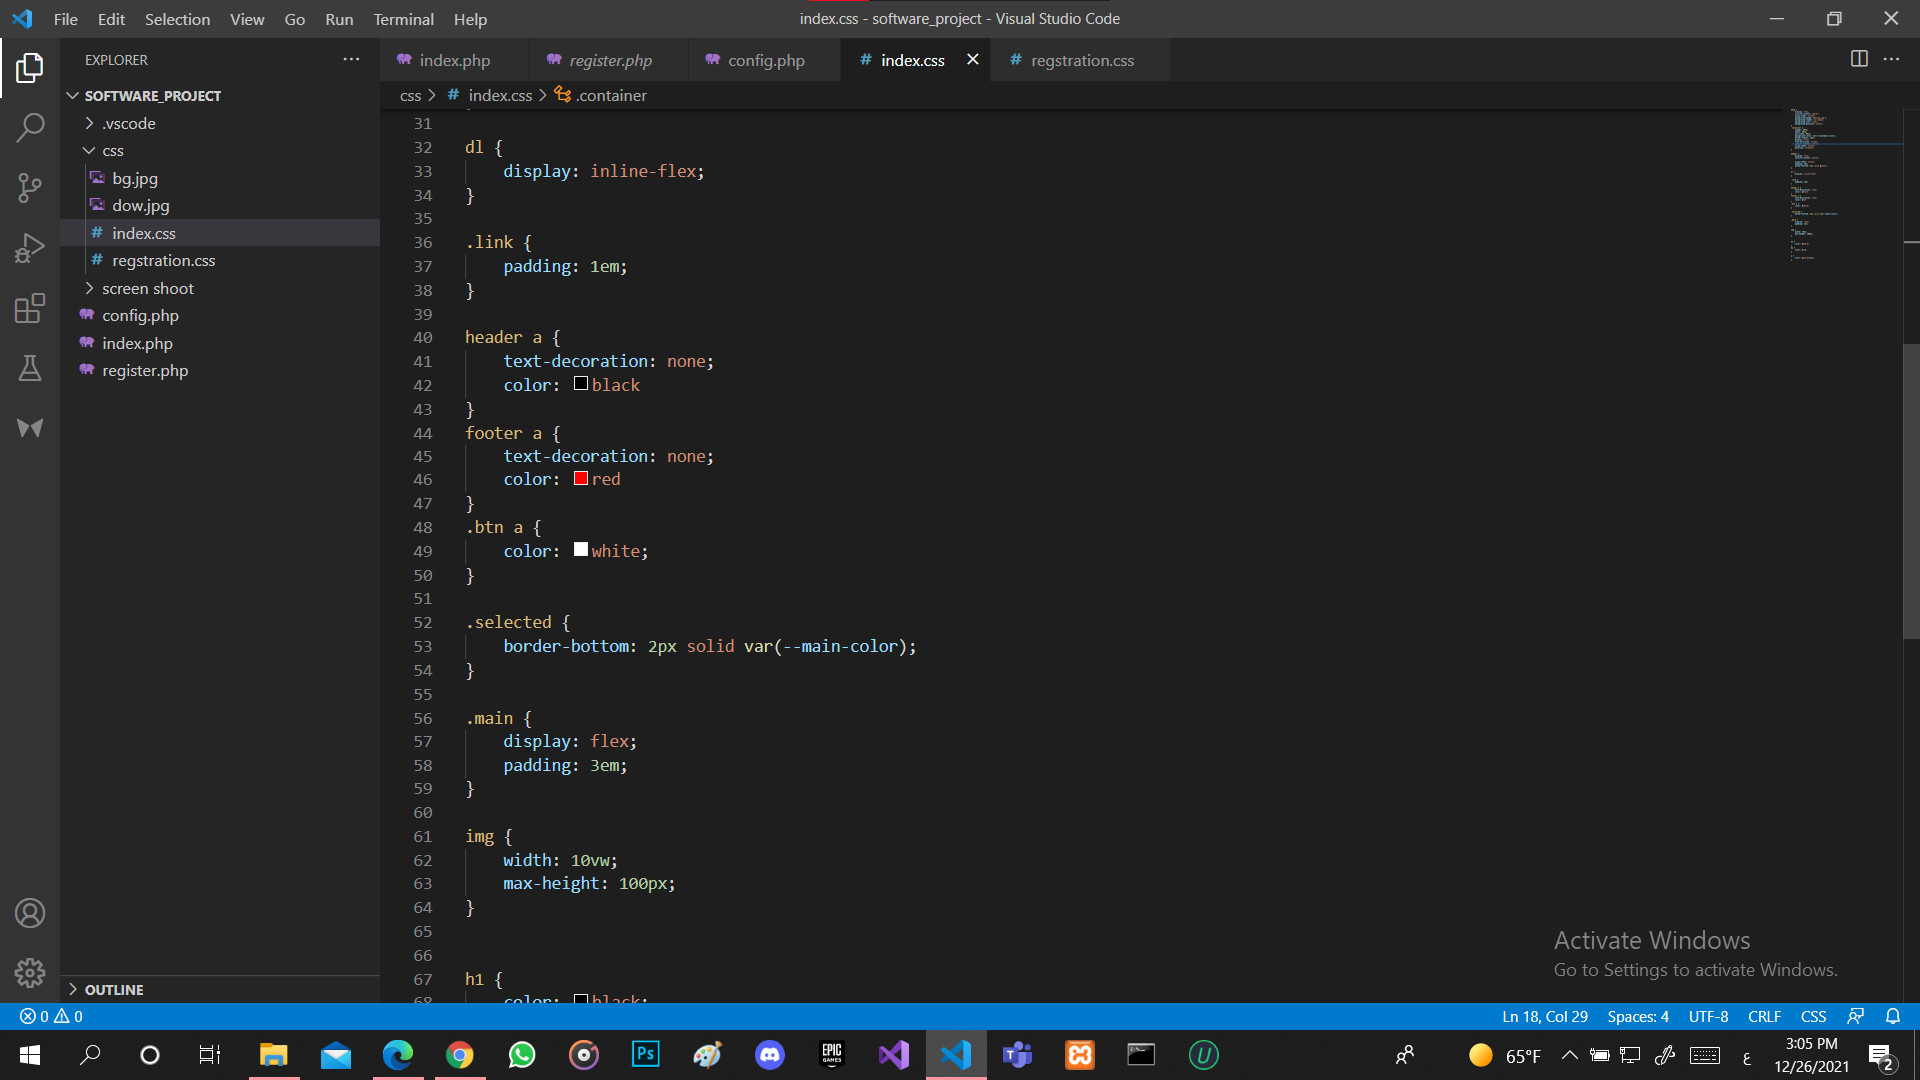 File Edit Selection View Go Run Terminal Help
index.css - software_project - Visual Studio Code
EXPLORER
SOFTWARE_PROJECT
.vscode
css
bg.jpg
dow.jpg
index.css
regstration.css
screen shoot
config.php
index.php
register.php
OUTLINE
index.php register.php config.php index.css regstration.css
css > # index.css > .container
31
32 dl {
33 display: inline-flex;
34 }
35
36 .link {
37 padding: 1em;
38 }
39
40 header a {
41 text-decoration: none;
42 color: black
43 }
44 footer a {
45 text-decoration: none;
46 color: red
47 }
48 .btn a {
49 color: white;
50 }
51
52 .selected {
53 border-bottom: 2px solid var(--main-color);
54 }
55
56 .main {
57 display: flex;
58 padding: 3em;
59 }
60
61 img {
62 width: 10vw;
63 max-height: 100px;
64 }
65
66
67 h1 {
68 color: black;
Activate Windows
Go to Settings to activate Windows.
0 0 Ln 18, Col 29 Spaces: 4 UTF-8 CRLF CSS
Ps EPIC GAMES 65°F ع 3:05 PM
12/26/2021 2